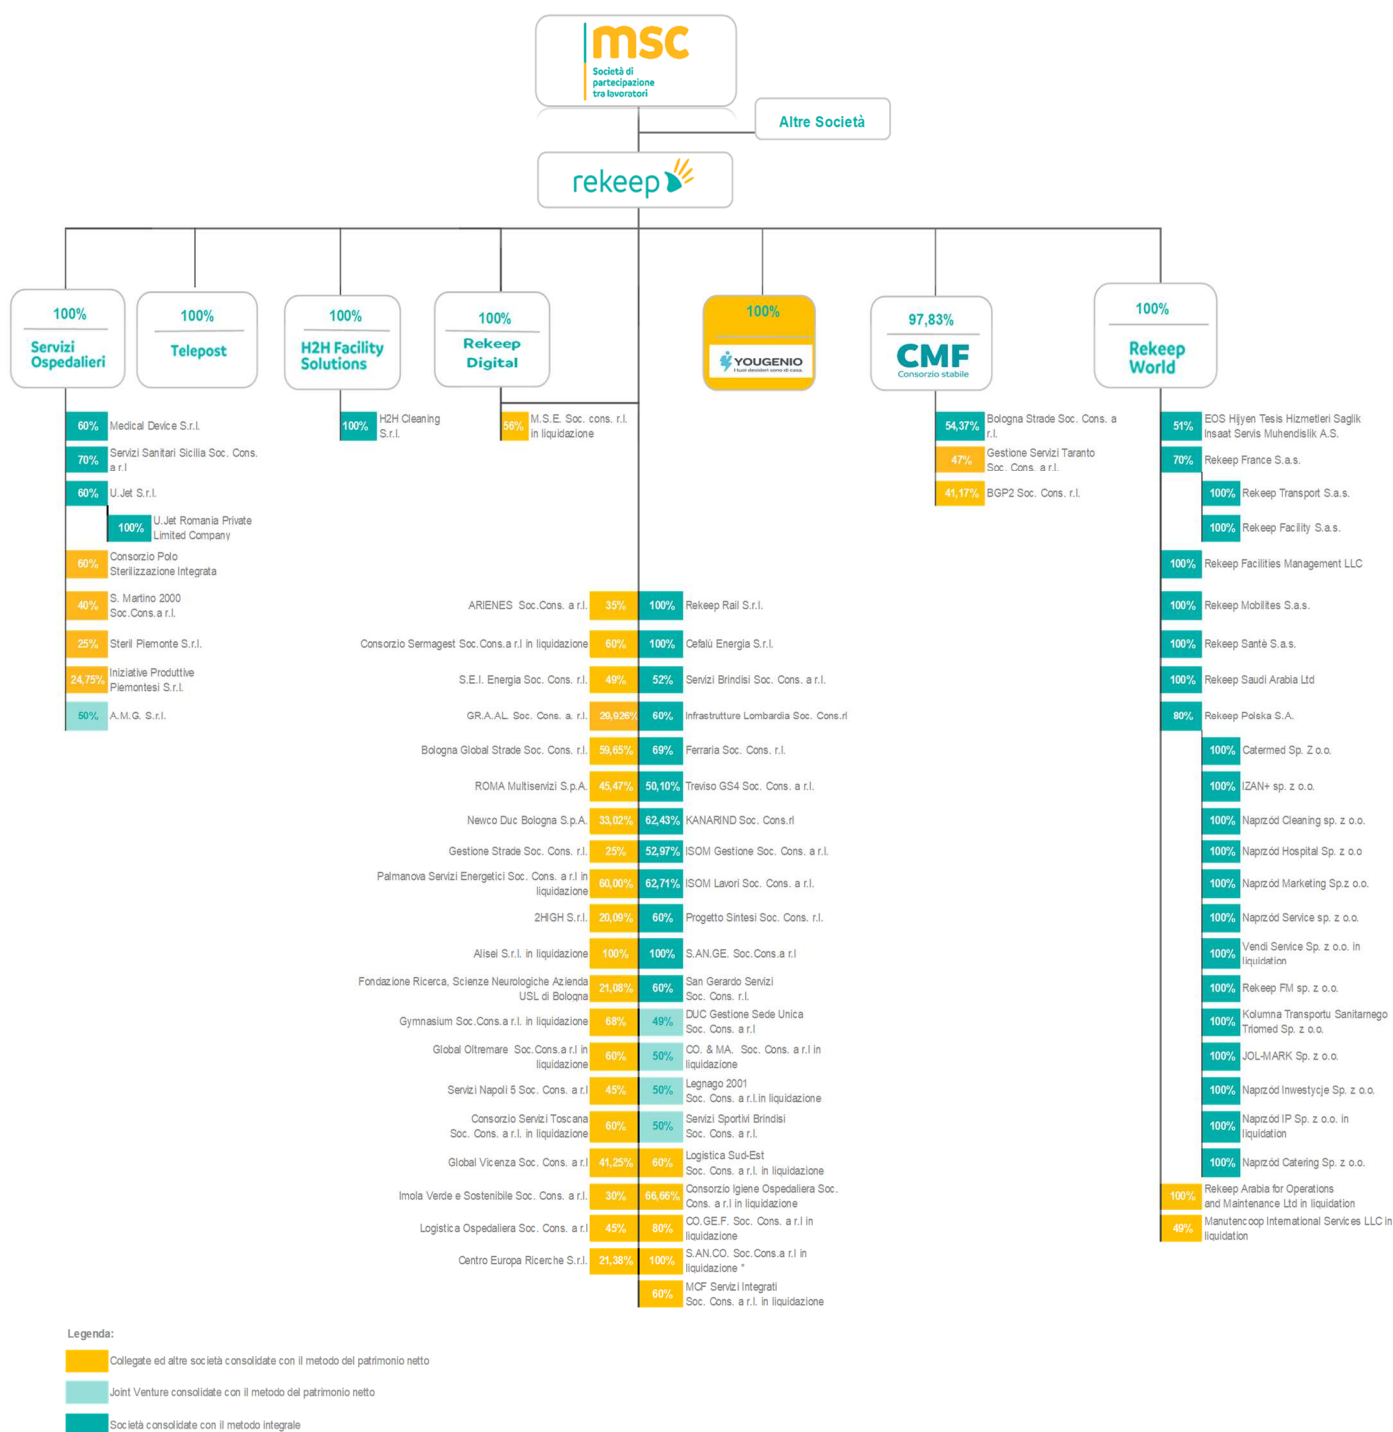 msc
Società di
partecipazione
tra lavoratori
Altre Società
rekeep
100%
Servizi
Ospedalieri
100%
Telepost
100%
H2H Facility
Solutions
100%
Rekeep
Digital
100%
YOUGENIO
I tuoi desideri sono di casa.
97,83%
CMF
Consorzio stabile
100%
Rekeep
World
60% Medical Device S.r.l.
70% Servizi Sanitari Sicilia Soc. Cons.
a r.l
60% U.Jet S.r.l.
100% U.Jet Romania Private
Limited Company
60% Consorzio Polo
Sterilizzazione Integrata
40% S. Martino 2000
Soc.Cons.a r.l.
25% Steril Piemonte S.r.l.
24,75% Iniziative Produttive
Piemontesi S.r.l.
50% A.M.G. S.r.l.
100% H2H Cleaning
S.r.l.
56% M.S.E. Soc. cons. r.l.
in liquidazione
ARIENES Soc.Cons. a r.l. 35%
Consorzio Sermagest Soc.Cons.a r.l in liquidazione 60%
S.E.I. Energia Soc. Cons. r.l. 49%
GR.A.AL. Soc. Cons. a. r.l. 29,926%
Bologna Global Strade Soc. Cons. r.l. 59,65%
ROMA Multiservizi S.p.A. 45,47%
Newco Duc Bologna S.p.A. 33,02%
Gestione Strade Soc. Cons. r.l. 25%
Palmanova Servizi Energetici Soc. Cons. a r.l in
liquidazione 60,00%
2HIGH S.r.l. 20,09%
Alisei S.r.l. in liquidazione 100%
Fondazione Ricerca, Scienze Neurologiche Azienda
USL di Bologna 21,08%
Gymnasium Soc.Cons.a r.l. in liquidazione 68%
Global Oltremare Soc.Cons.a r.l in
liquidazione 60%
Servizi Napoli 5 Soc. Cons. a r.l 45%
Consorzio Servizi Toscana
Soc. Cons. a r.l. in liquidazione 60%
Global Vicenza Soc. Cons. a r.l 41,25%
Imola Verde e Sostenibile Soc. Cons. a r.l. 30%
Logistica Ospedaliera Soc. Cons. a r.l 45%
Centro Europa Ricerche S.r.l. 21,38%
100% Rekeep Rail S.r.l.
100% Cefalù Energia S.r.l.
52% Servizi Brindisi Soc. Cons. a r.l.
60% Infrastrutture Lombardia Soc. Cons.rl
69% Ferraria Soc. Cons. r.l.
50,10% Treviso GS4 Soc. Cons. a r.l.
62,43% KANARIND Soc. Cons.rl
52,97% ISOM Gestione Soc. Cons. a r.l.
62,71% ISOM Lavori Soc. Cons. a r.l.
60% Progetto Sintesi Soc. Cons. r.l.
100% S.AN.GE. Soc.Cons.a r.l
60% San Gerardo Servizi
Soc. Cons. r.l.
49% DUC Gestione Sede Unica
Soc. Cons. a r.l
50% CO. & MA. Soc. Cons. a r.l in
liquidazione
50% Legnago 2001
Soc. Cons. a r.l.in liquidazione
50% Servizi Sportivi Brindisi
Soc. Cons. a r.l.
60% Logistica Sud-Est
Soc. Cons. a r.l. in liquidazione
66,66% Consorzio Igiene Ospedaliera Soc.
Cons. a r.l in liquidazione
80% CO.GE.F. Soc. Cons. a r.l in
liquidazione
100% S.AN.CO. Soc.Cons.a r.l in
liquidazione *
60% MCF Servizi Integrati
Soc. Cons. a r.l. in liquidazione
54,37% Bologna Strade Soc. Cons. a
r.l.
47% Gestione Servizi Taranto
Soc. Cons. a r.l.
41,17% BGP2 Soc. Cons. r.l.
51% EOS Hijyen Tesis Hizmetleri Saglik
Insaat Servis Muhendislik A.S.
70% Rekeep France S.a.s.
100% Rekeep Transport S.a.s.
100% Rekeep Facility S.a.s.
100% Rekeep Facilities Management LLC
100% Rekeep Mobilites S.a.s.
100% Rekeep Santè S.a.s.
100% Rekeep Saudi Arabia Ltd
80% Rekeep Polska S.A.
100% Catermed Sp. Z o.o.
100% IZAN+ sp. z o.o.
100% Naprzód Cleaning sp. z o.o.
100% Naprzód Hospital Sp. z o.o
100% Naprzód Marketing Sp.z o.o.
100% Naprzód Service sp. z o.o.
100% Vendi Service Sp. z o.o. in
liquidation
100% Rekeep FM sp. z o.o.
100% Kolumna Transportu Sanitarnego
Triomed Sp. z o.o.
100% JOL-MARK Sp. z o.o.
100% Naprzód Inwestycje Sp. z o.o.
100% Naprzód IP Sp. z o.o. in
liquidation
100% Naprzód Catering Sp. z o.o.
100% Rekeep Arabia for Operations
and Maintenance Ltd in liquidation
49% Manutencoop International Services LLC in
liquidation
Legenda:
Collegate ed altre società consolidate con il metodo del patrimonio netto
Joint Venture consolidate con il metodo del patrimonio netto
Società consolidate con il metodo integrale